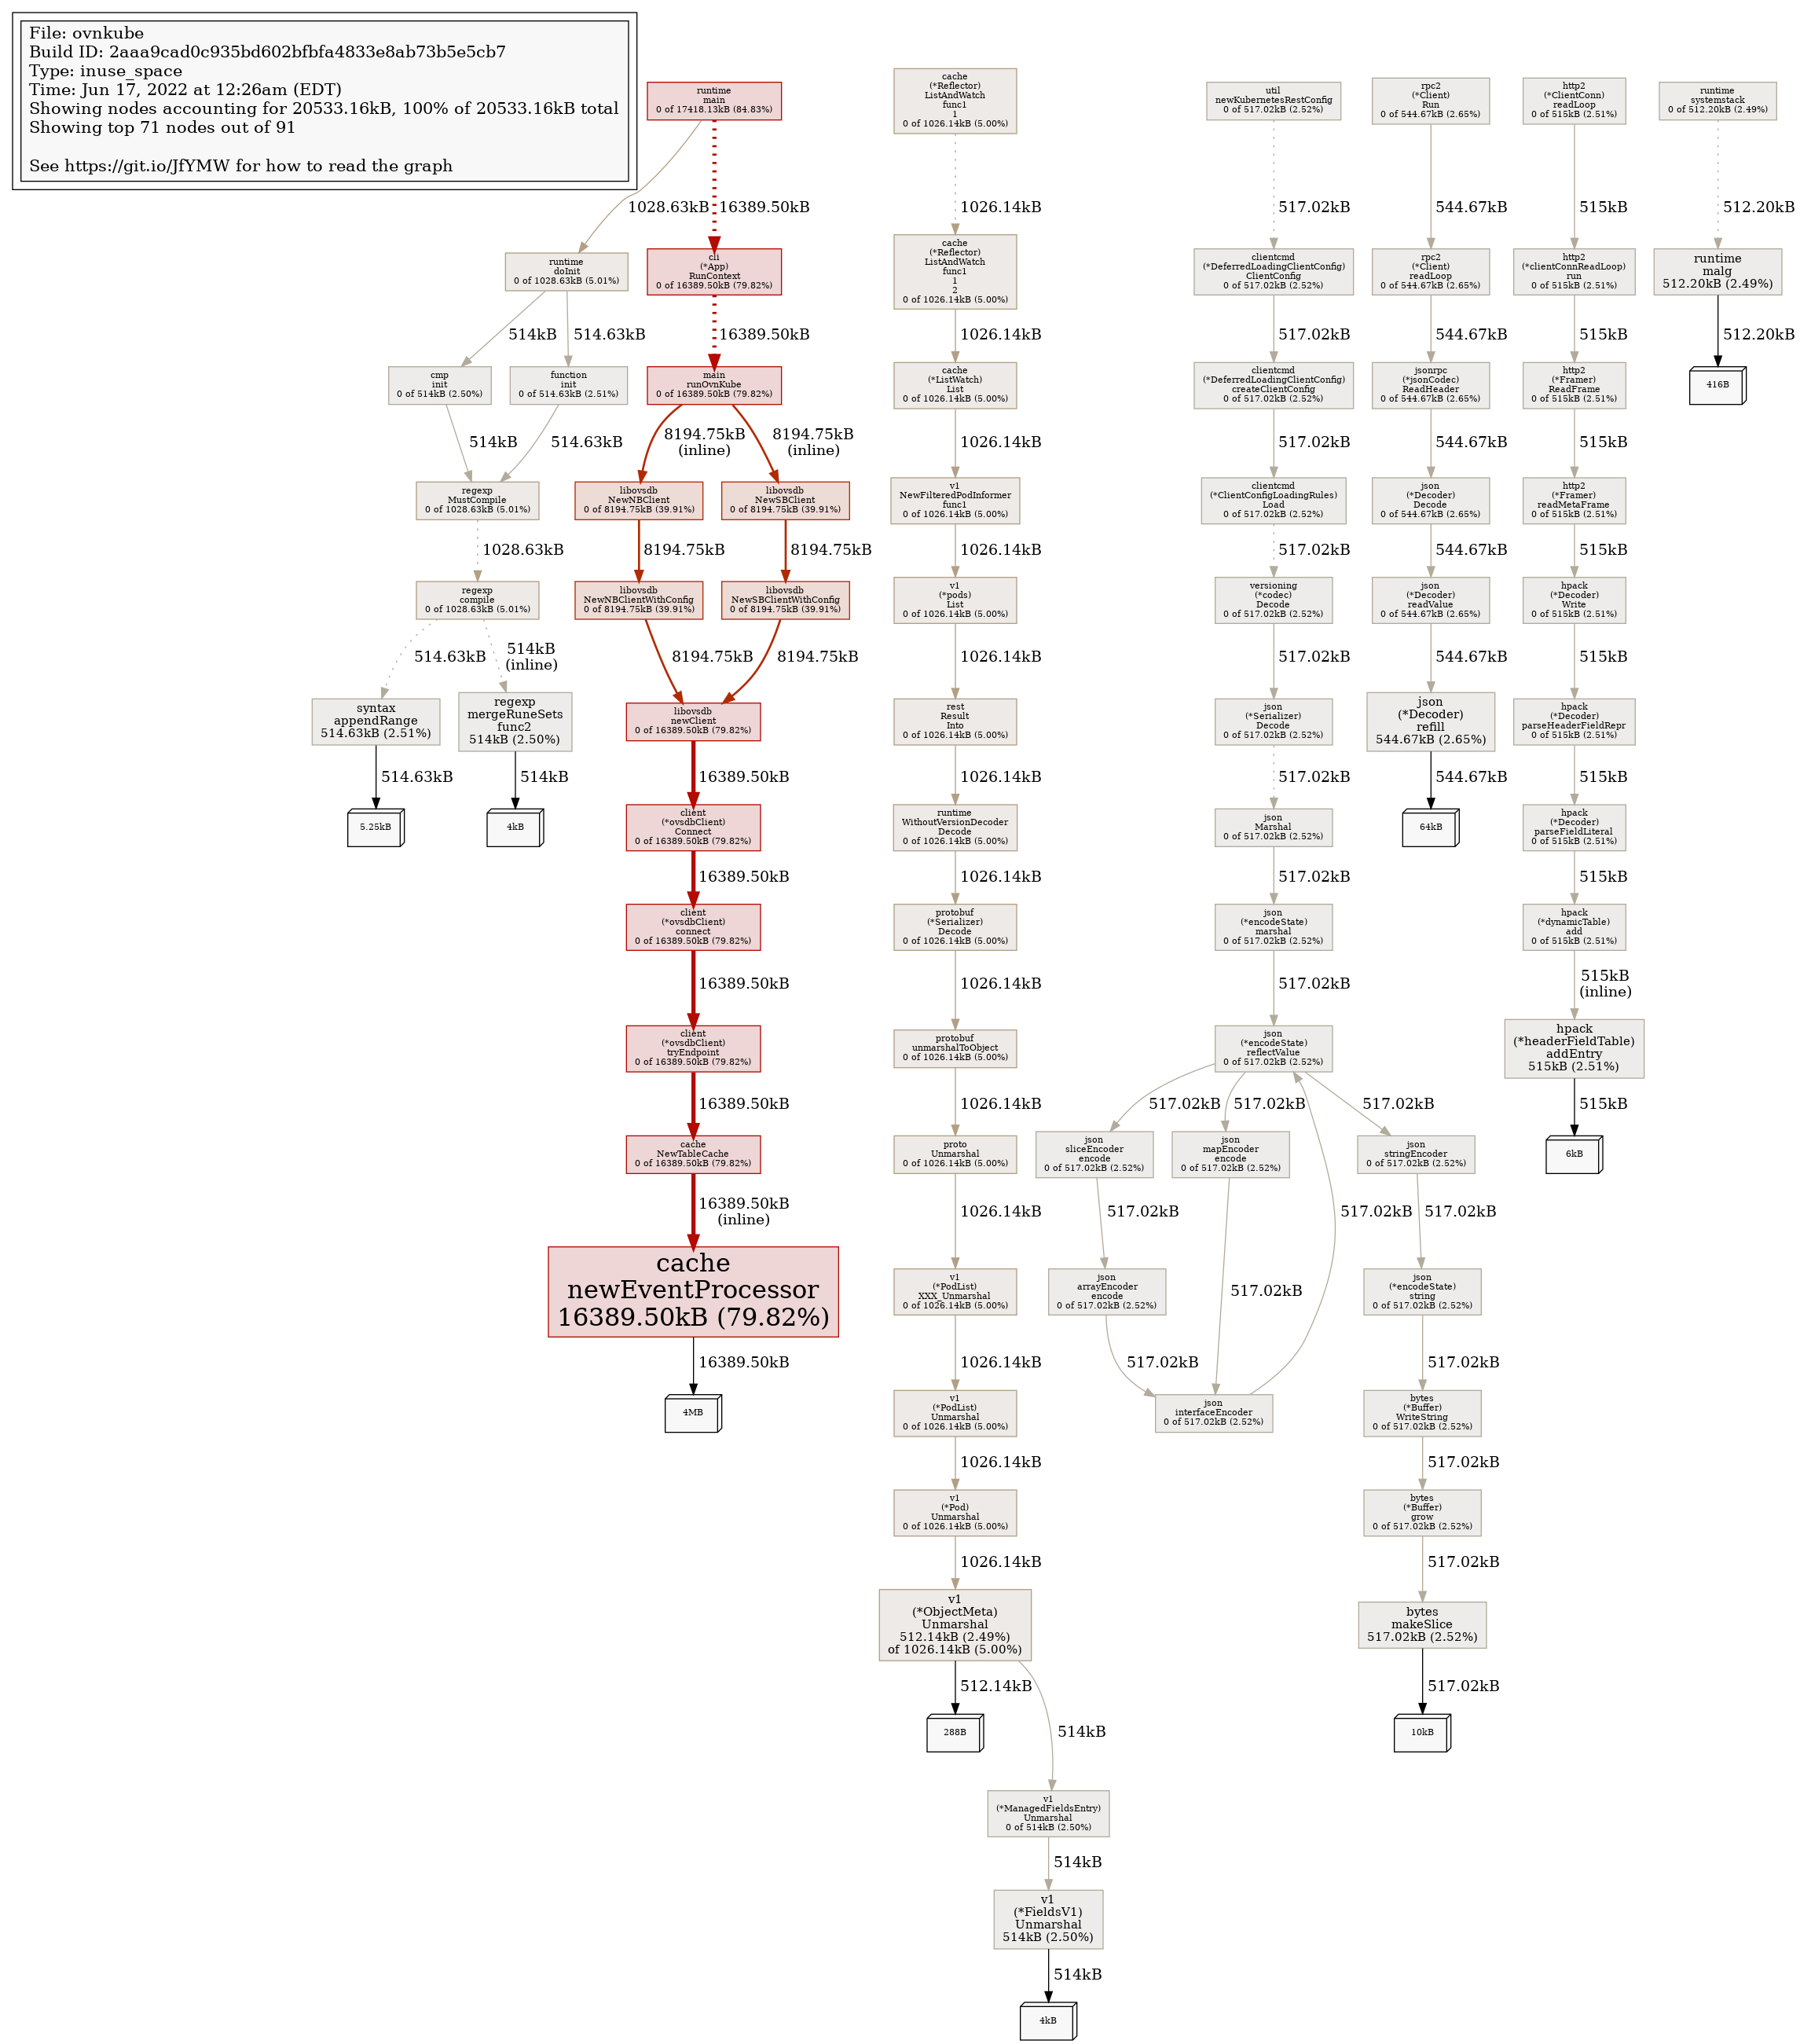 File: ovnkube
Build ID: 2aaa9cad0c935bd602bfbfa4833e8ab73b5e5cb7
Type: inuse_space
Time: Jun 17, 2022 at 12:26am (EDT)
Showing nodes accounting for 20533.16kB, 100% of 20533.16kB total
Showing top 71 nodes out of 91
See https://git.io/JfYMW for how to read the graph
runtime
main
0 of 17418.13kB (84.83%)
1028.63kB
16389.50kB
runtime
doInit
0 of 1028.63kB (5.01%)
cli
(*App)
RunContext
0 of 16389.50kB (79.82%)
514kB
514.63kB
16389.50kB
cmp
init
0 of 514kB (2.50%)
function
init
0 of 514.63kB (2.51%)
main
runOvnKube
0 of 16389.50kB (79.82%)
514kB
514.63kB
8194.75kB
(inline)
8194.75kB
(inline)
regexp
MustCompile
0 of 1028.63kB (5.01%)
libovsdb
NewNBClient
0 of 8194.75kB (39.91%)
libovsdb
NewSBClient
0 of 8194.75kB (39.91%)
1028.63kB
8194.75kB
8194.75kB
regexp
compile
0 of 1028.63kB (5.01%)
libovsdb
NewNBClientWithConfig
0 of 8194.75kB (39.91%)
libovsdb
NewSBClientWithConfig
0 of 8194.75kB (39.91%)
514.63kB
514kB
(inline)
8194.75kB
8194.75kB
syntax
appendRange
514.63kB (2.51%)
regexp
mergeRuneSets
func2
514kB (2.50%)
libovsdb
newClient
0 of 16389.50kB (79.82%)
514.63kB
514kB
16389.50kB
5.25kB
4kB
client
(*ovsdbClient)
Connect
0 of 16389.50kB (79.82%)
16389.50kB
client
(*ovsdbClient)
connect
0 of 16389.50kB (79.82%)
16389.50kB
client
(*ovsdbClient)
tryEndpoint
0 of 16389.50kB (79.82%)
16389.50kB
cache
NewTableCache
0 of 16389.50kB (79.82%)
16389.50kB
(inline)
cache
newEventProcessor
16389.50kB (79.82%)
16389.50kB
4MB
cache
(*Reflector)
ListAndWatch
func1
1
0 of 1026.14kB (5.00%)
1026.14kB
cache
(*Reflector)
ListAndWatch
func1
1
2
0 of 1026.14kB (5.00%)
1026.14kB
cache
(*ListWatch)
List
0 of 1026.14kB (5.00%)
1026.14kB
v1
NewFilteredPodInformer
func1
0 of 1026.14kB (5.00%)
1026.14kB
v1
(*pods)
List
0 of 1026.14kB (5.00%)
1026.14kB
rest
Result
Into
0 of 1026.14kB (5.00%)
1026.14kB
runtime
WithoutVersionDecoder
Decode
0 of 1026.14kB (5.00%)
1026.14kB
protobuf
(*Serializer)
Decode
0 of 1026.14kB (5.00%)
1026.14kB
protobuf
unmarshalToObject
0 of 1026.14kB (5.00%)
1026.14kB
proto
Unmarshal
0 of 1026.14kB (5.00%)
1026.14kB
v1
(*PodList)
XXX_Unmarshal
0 of 1026.14kB (5.00%)
1026.14kB
v1
(*PodList)
Unmarshal
0 of 1026.14kB (5.00%)
1026.14kB
v1
(*Pod)
Unmarshal
0 of 1026.14kB (5.00%)
1026.14kB
v1
(*ObjectMeta)
Unmarshal
512.14kB (2.49%)
of 1026.14kB (5.00%)
512.14kB
514kB
288B
v1
(*ManagedFieldsEntry)
Unmarshal
0 of 514kB (2.50%)
514kB
v1
(*FieldsV1)
Unmarshal
514kB (2.50%)
514kB
4kB
util
newKubernetesRestConfig
0 of 517.02kB (2.52%)
517.02kB
clientcmd
(*DeferredLoadingClientConfig)
ClientConfig
0 of 517.02kB (2.52%)
517.02kB
clientcmd
(*DeferredLoadingClientConfig)
createClientConfig
0 of 517.02kB (2.52%)
517.02kB
clientcmd
(*ClientConfigLoadingRules)
Load
0 of 517.02kB (2.52%)
517.02kB
versioning
(*codec)
Decode
0 of 517.02kB (2.52%)
517.02kB
json
(*Serializer)
Decode
0 of 517.02kB (2.52%)
517.02kB
json
Marshal
0 of 517.02kB (2.52%)
517.02kB
json
(*encodeState)
marshal
0 of 517.02kB (2.52%)
517.02kB
json
(*encodeState)
reflectValue
0 of 517.02kB (2.52%)
517.02kB
517.02kB
517.02kB
json
sliceEncoder
encode
0 of 517.02kB (2.52%)
json
mapEncoder
encode
0 of 517.02kB (2.52%)
json
stringEncoder
0 of 517.02kB (2.52%)
517.02kB
517.02kB
517.02kB
517.02kB
json
arrayEncoder
encode
0 of 517.02kB (2.52%)
json
(*encodeState)
string
0 of 517.02kB (2.52%)
517.02kB
517.02kB
json
interfaceEncoder
0 of 517.02kB (2.52%)
bytes
(*Buffer)
WriteString
0 of 517.02kB (2.52%)
517.02kB
bytes
(*Buffer)
grow
0 of 517.02kB (2.52%)
517.02kB
bytes
makeSlice
517.02kB (2.52%)
517.02kB
10kB
rpc2
(*Client)
Run
0 of 544.67kB (2.65%)
544.67kB
rpc2
(*Client)
readLoop
0 of 544.67kB (2.65%)
544.67kB
jsonrpc
(*jsonCodec)
ReadHeader
0 of 544.67kB (2.65%)
544.67kB
json
(*Decoder)
Decode
0 of 544.67kB (2.65%)
544.67kB
json
(*Decoder)
readValue
0 of 544.67kB (2.65%)
544.67kB
json
(*Decoder)
refill
544.67kB (2.65%)
544.67kB
64kB
http2
(*ClientConn)
readLoop
0 of 515kB (2.51%)
515kB
http2
(*clientConnReadLoop)
run
0 of 515kB (2.51%)
515kB
http2
(*Framer)
ReadFrame
0 of 515kB (2.51%)
515kB
http2
(*Framer)
readMetaFrame
0 of 515kB (2.51%)
515kB
hpack
(*Decoder)
Write
0 of 515kB (2.51%)
515kB
hpack
(*Decoder)
parseHeaderFieldRepr
0 of 515kB (2.51%)
515kB
hpack
(*Decoder)
parseFieldLiteral
0 of 515kB (2.51%)
515kB
hpack
(*dynamicTable)
add
0 of 515kB (2.51%)
515kB
(inline)
hpack
(*headerFieldTable)
addEntry
515kB (2.51%)
515kB
6kB
runtime
systemstack
0 of 512.20kB (2.49%)
512.20kB
runtime
malg
512.20kB (2.49%)
512.20kB
416B